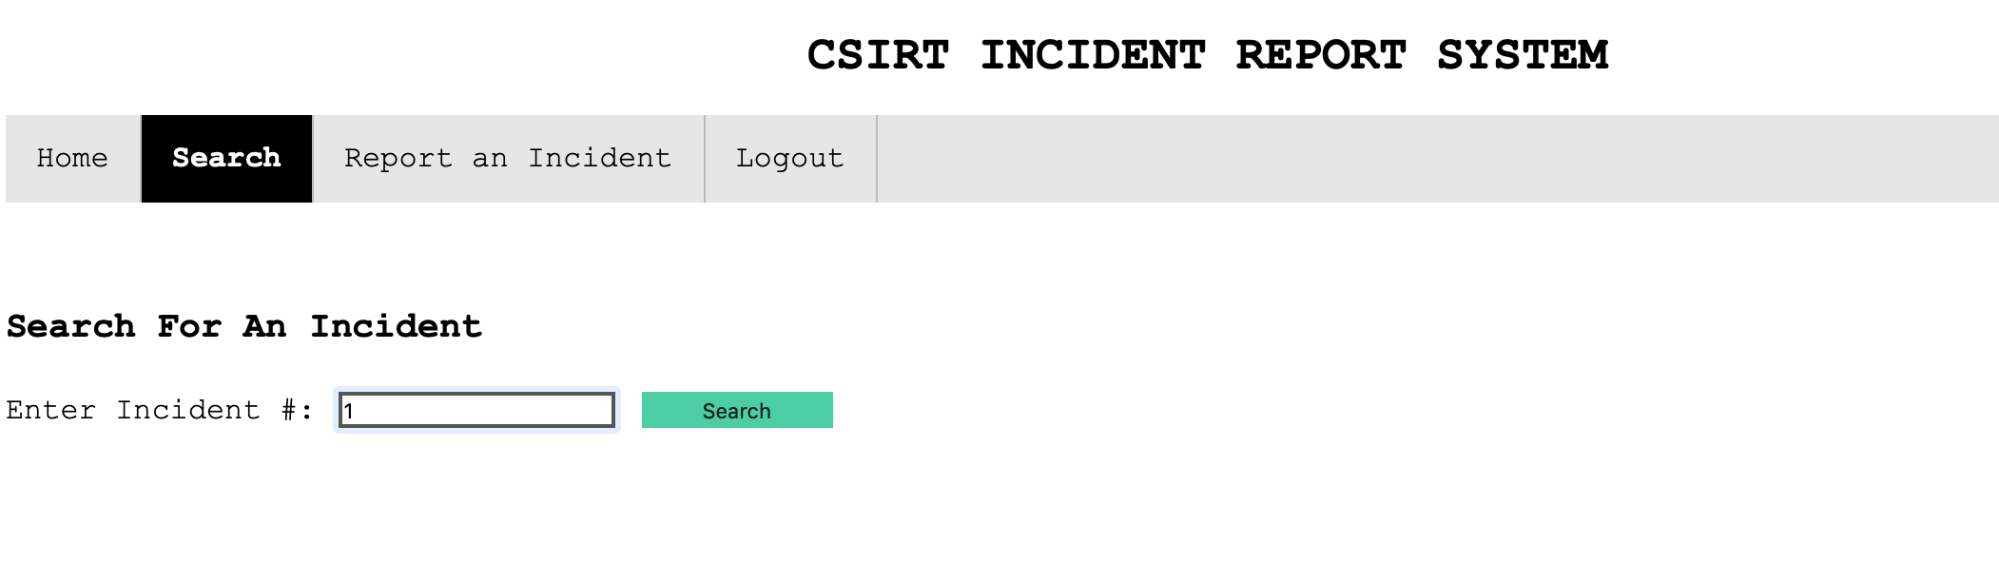 CSIRT INCIDENT REPORT SYSTEM
Home Search Report an Incident Logout
Search For An Incident
Enter Incident #: 1 Search